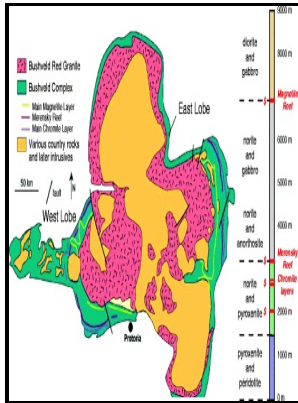 Bushveld Red Granite
Bushveld Complex
Main Magnetite Layer
Merensky Reef
Main Chromite Layer
Various country rocks
and later intrusives
50 km
fault
N
West Lobe
East Lobe
Pretoria
diorite
and
gabbro
norite
and
gabbro
norite
and
anorthosite
norite
and
pyroxenite
pyroxenite
and
peridotite
Magnetite
Reef
Merensky
Reef
Chromite
layers
9000 m
8000 m
6000 m
4000 m
2000 m
1000 m
0 m